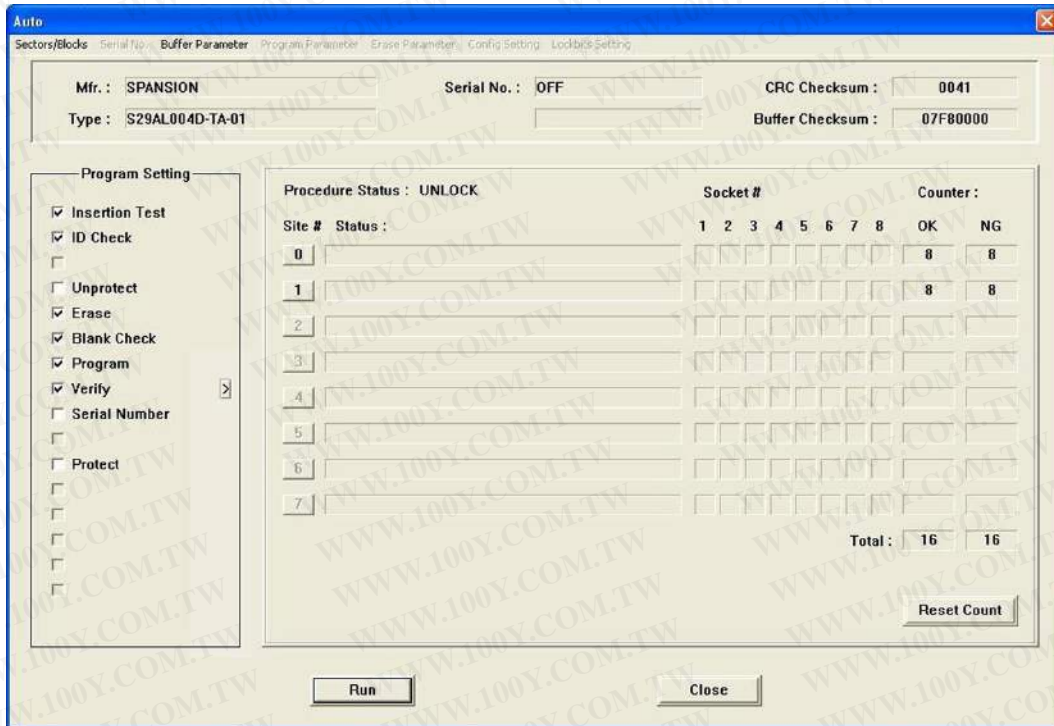 Auto
Sectors/Blocks Serial No. Buffer Parameter Program Parameter Erase Parameter Config Setting Lockbits Setting
Mfr. : SPANSION Serial No. : OFF CRC Checksum : 0041
Type : S29AL004D-TA-01 Buffer Checksum : 07F80000
Program Setting
Insertion Test
ID Check
Unprotect
Erase
Blank Check
Program
Verify
>
Serial Number
Protect
Procedure Status : UNLOCK Socket # Counter :
Site # Status : 1 2 3 4 5 6 7 8 OK NG
0 8 8
1 8 8
2
3
4
5
6
7
Total : 16 16
Reset Count
Run Close
WWW.100Y.COM.TW